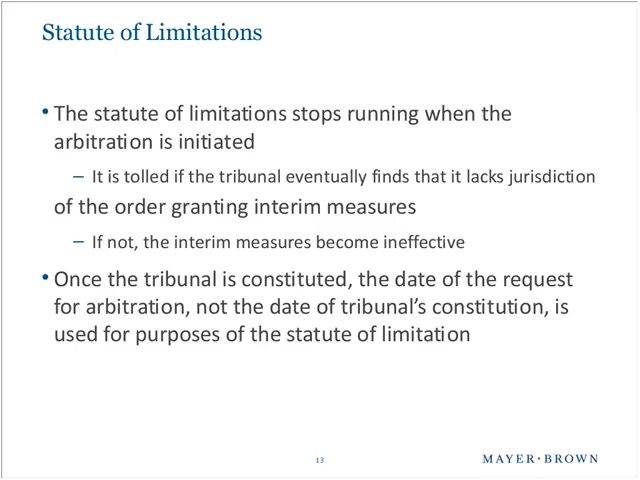 Statute of Limitations
• The statute of limitations stops running when the
arbitration is initiated
– It is tolled if the tribunal eventually finds that it lacks jurisdiction
of the order granting interim measures
– If not, the interim measures become ineffective
• Once the tribunal is constituted, the date of the request
for arbitration, not the date of tribunal’s constitution, is
used for purposes of the statute of limitation
13
MAYER • BROWN